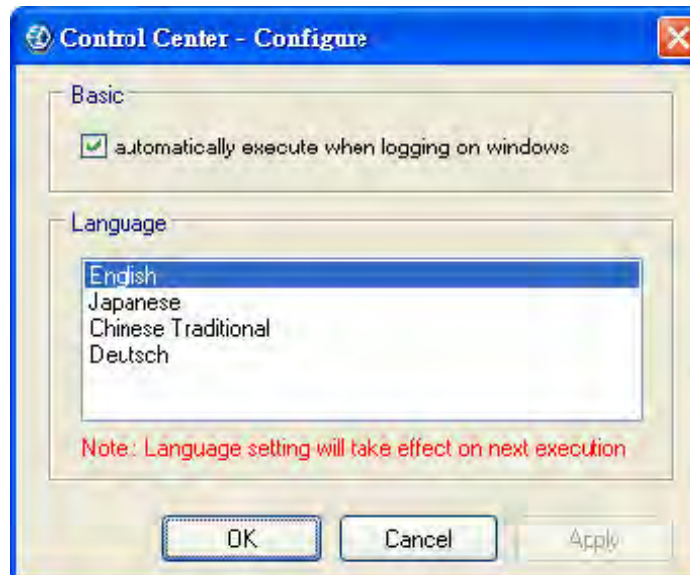 Control Center - Configure
Basic
automatically execute when logging on windows
Language
English
Japanese
Chinese Traditional
Deutsch
Note: Language setting will take effect on next execution
OK
Cancel
Apply